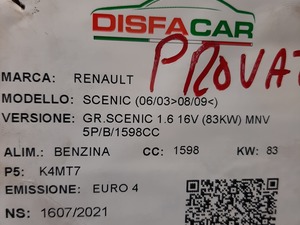 DISFACAR
PROVAT
MARCA: RENAULT
MODELLO: SCENIC (06/03>08/09<)
VERSIONE: GR.SCENIC 1.6 16V (83KW) MNV
5P/B/1598CC
ALIM.: BENZINA CC: 1598 KW: 83
P5: K4MT7
EMISSIONE: EURO 4
NS: 1607/2021